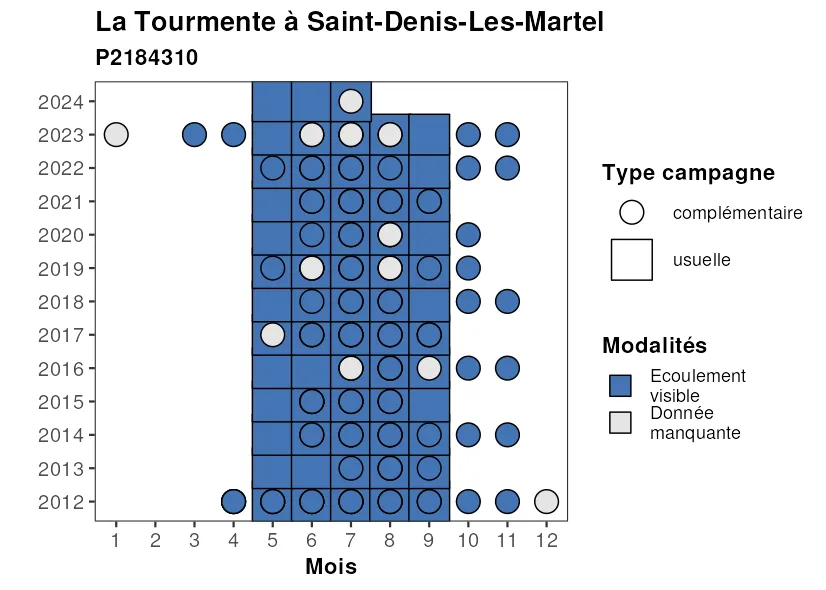 La Tourmente à Saint-Denis-Les-Martel
P2184310
2024
2023
2022
2021
2020
2019
2018
2017
2016
2015
2014
2013
2012
1 2 3 4 5 6 7 8 9 10 11 12
Mois
Type campagne
complémentaire
usuelle
Modalités
Ecoulement
visible
Donnée
manquante